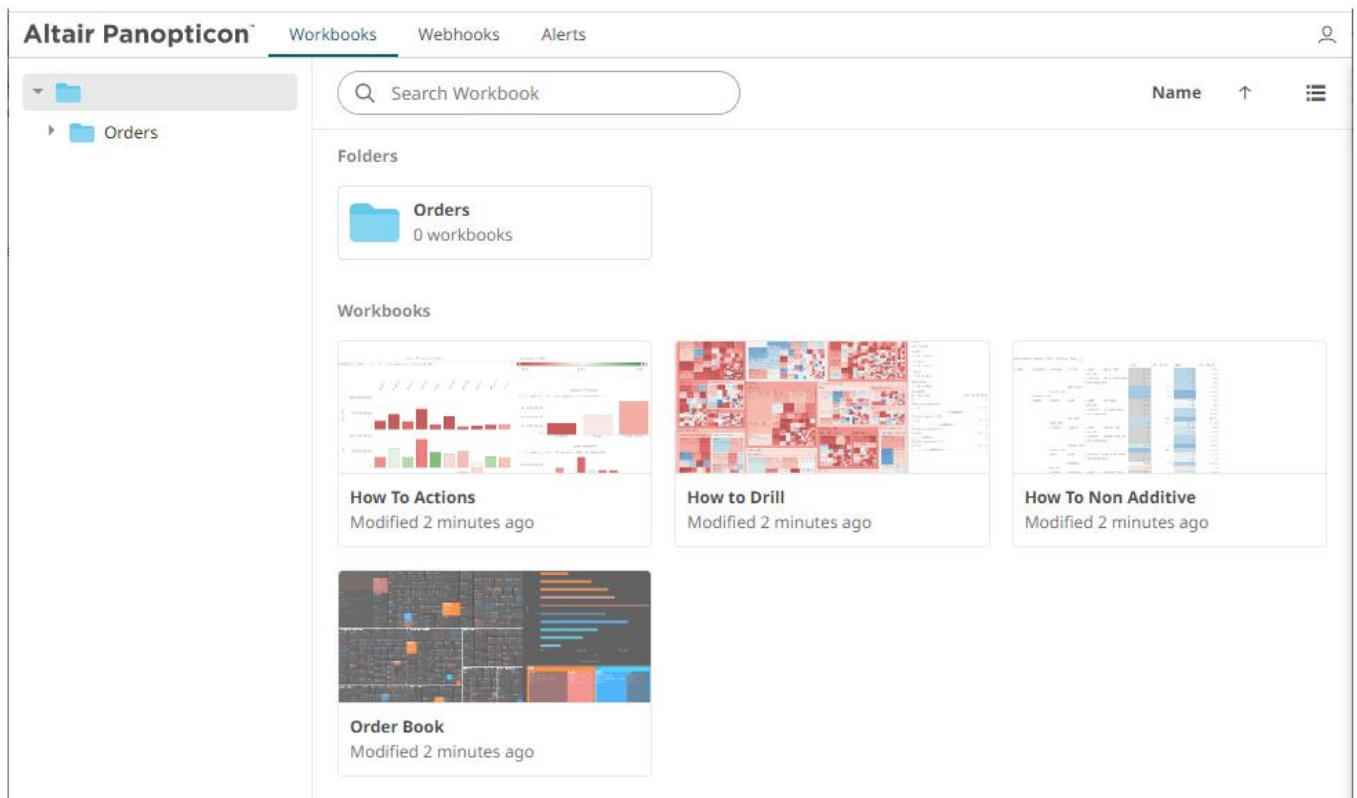 Altair Panopticon™ Workbooks Webhooks Alerts
Search Workbook Name ↑
Orders
Folders
Orders
0 workbooks
Workbooks
How To Actions How to Drill How To Non Additive
Modified 2 minutes ago Modified 2 minutes ago Modified 2 minutes ago
Order Book
Modified 2 minutes ago